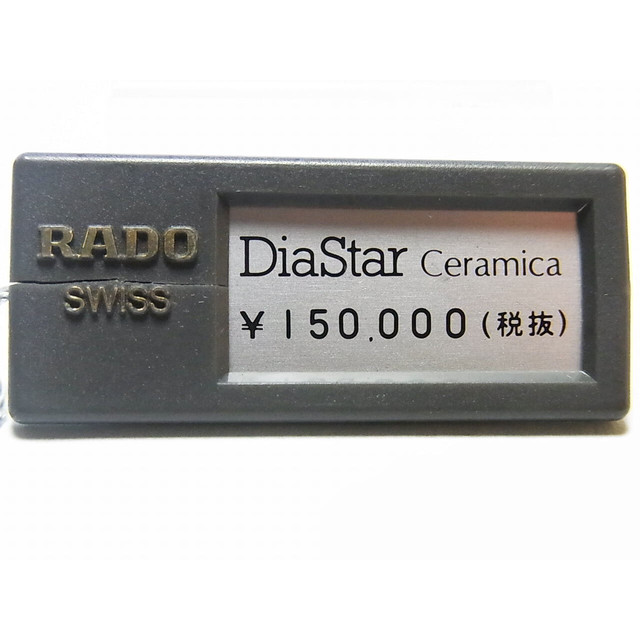 RADO
SWISS
DiaStar Ceramica
¥150,000(税抜)